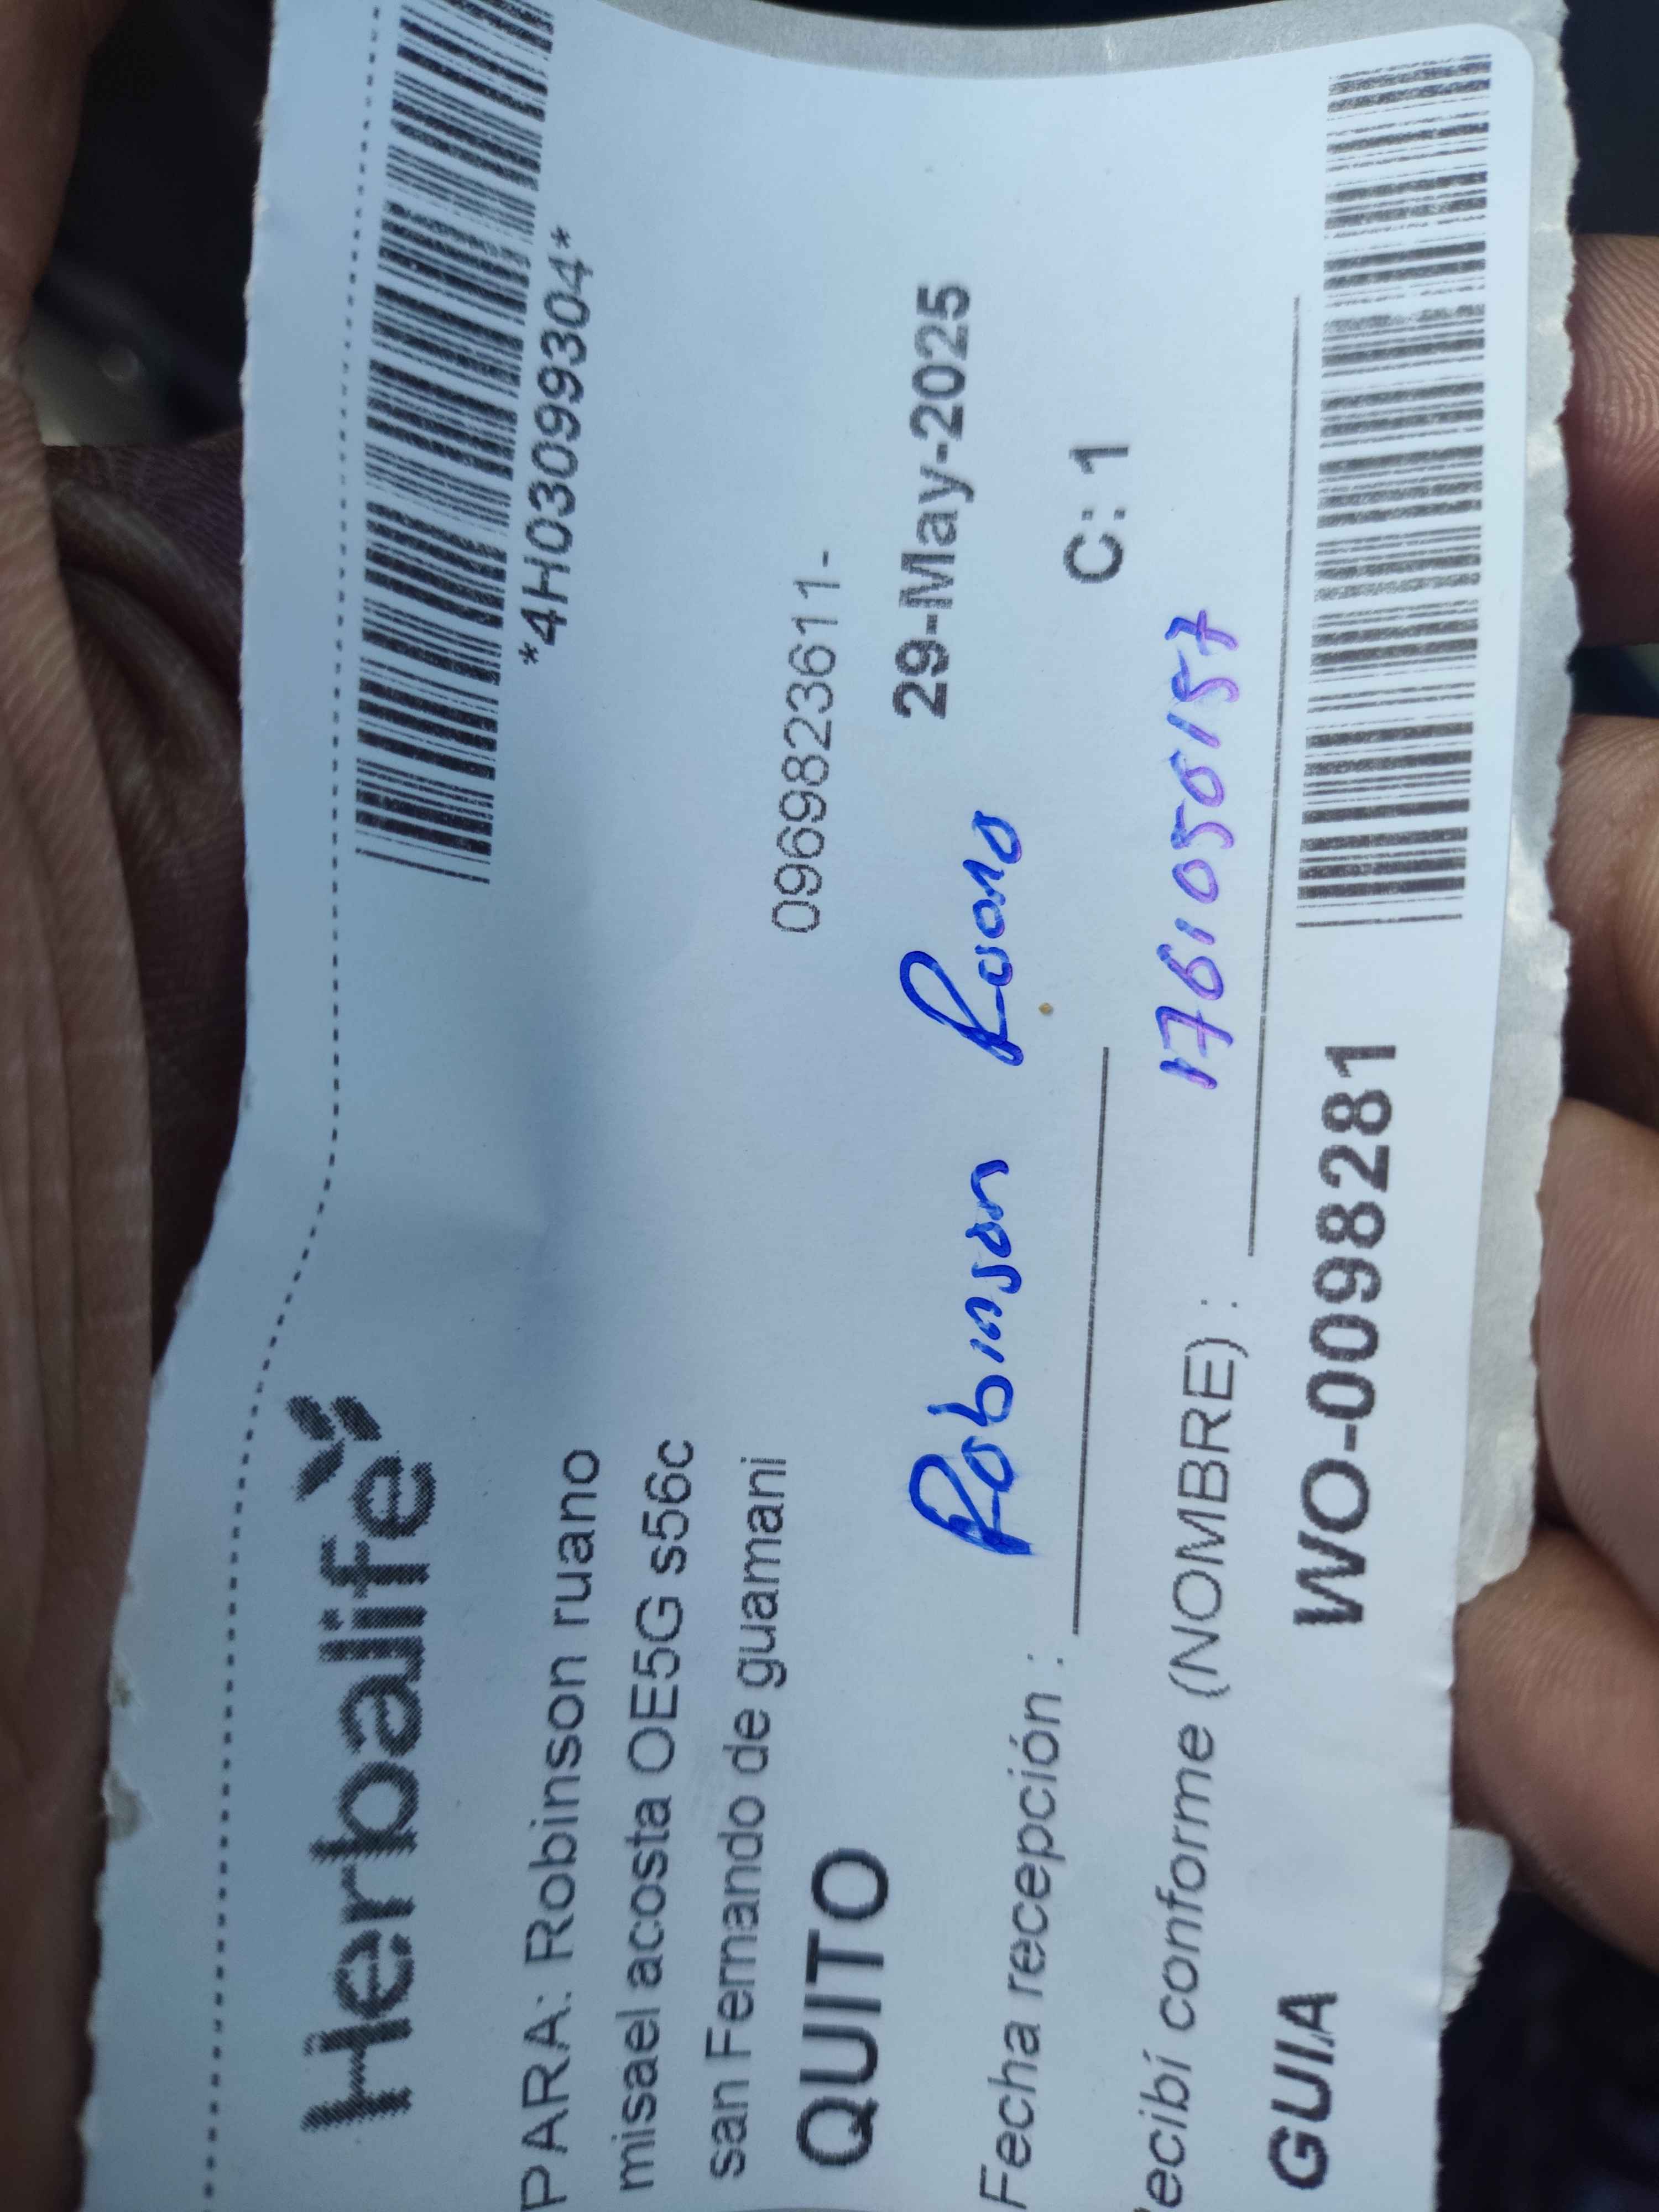 Herbalife
*4H03099304*
PARA: Robinson ruano
misael acosta OE5G s56c
san Fernando de guamani
0969823611-
QUITO
29-May-2025
Robinson Ruano
Fecha recepción :
C: 1
1761050157
ecibí conforme (NOMBRE) :
GUIA WO-0098281